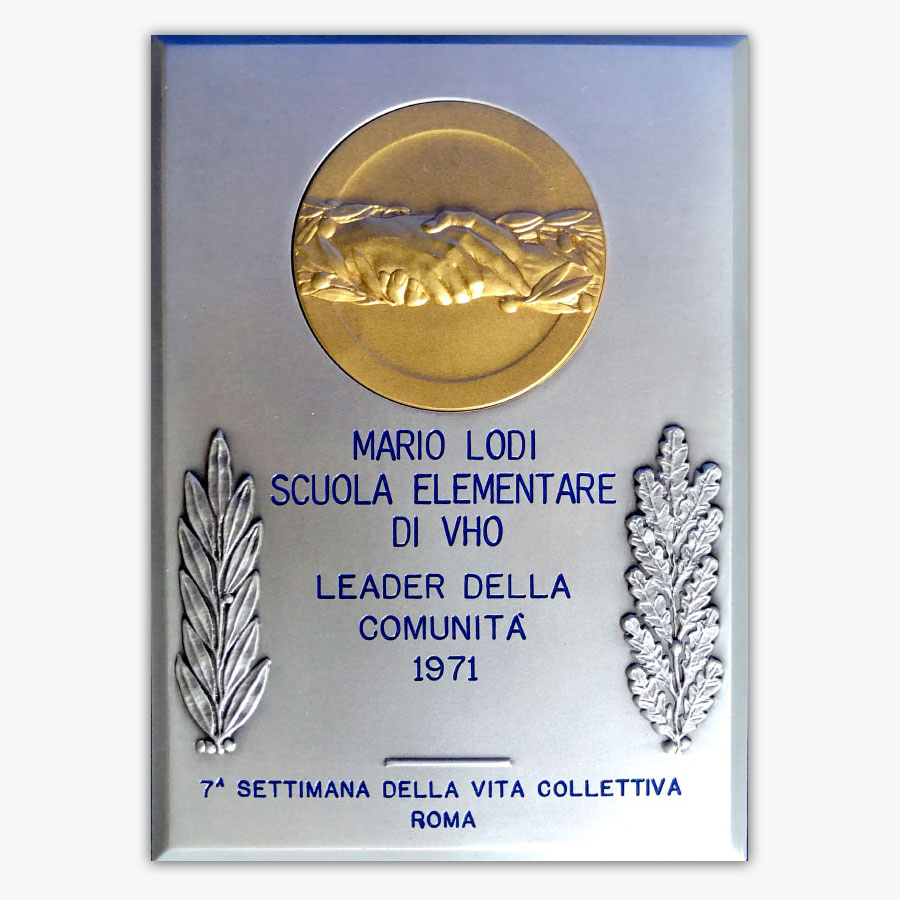 MARIO LODI
SCUOLA ELEMENTARE
DI VHO
LEADER DELLA
COMUNITÀ
1971
7ᴬ SETTIMANA DELLA VITA COLLETTIVA
ROMA